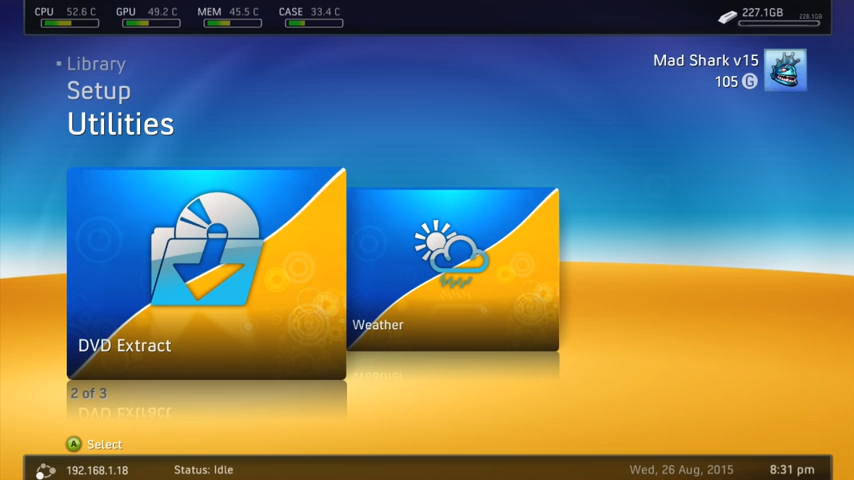 CPU 52.6 C GPU 49.2 C MEM 45.5 C CASE 33.4 C
227.1GB
228.1GB
Library
Setup
Utilities
Mad Shark v15
105 G
Weather
DVD Extract
2 of 3
A Select
192.168.1.18 Status: Idle Wed, 26 Aug, 2015 8:31 pm